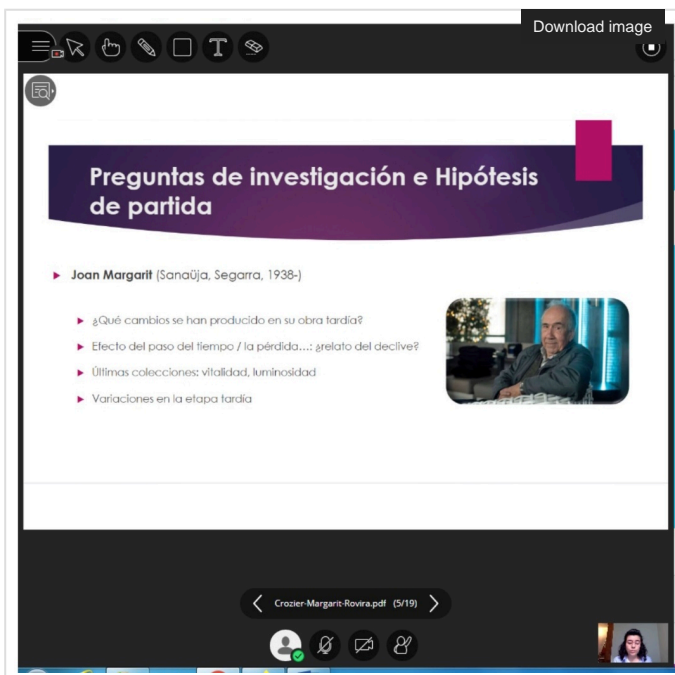 Download image
T
Preguntas de investigación e Hipótesis
de partida
Joan Margarit (Sanaüja, Segarra, 1938-)
¿Qué cambios se han producido en su obra tardía?
Efecto del paso del tiempo / la pérdida...: ¿relato del declive?
Últimas colecciones: vitalidad, luminosidad
Variaciones en la etapa tardía
Crozier-Margarit-Rovira.pdf (5/19)